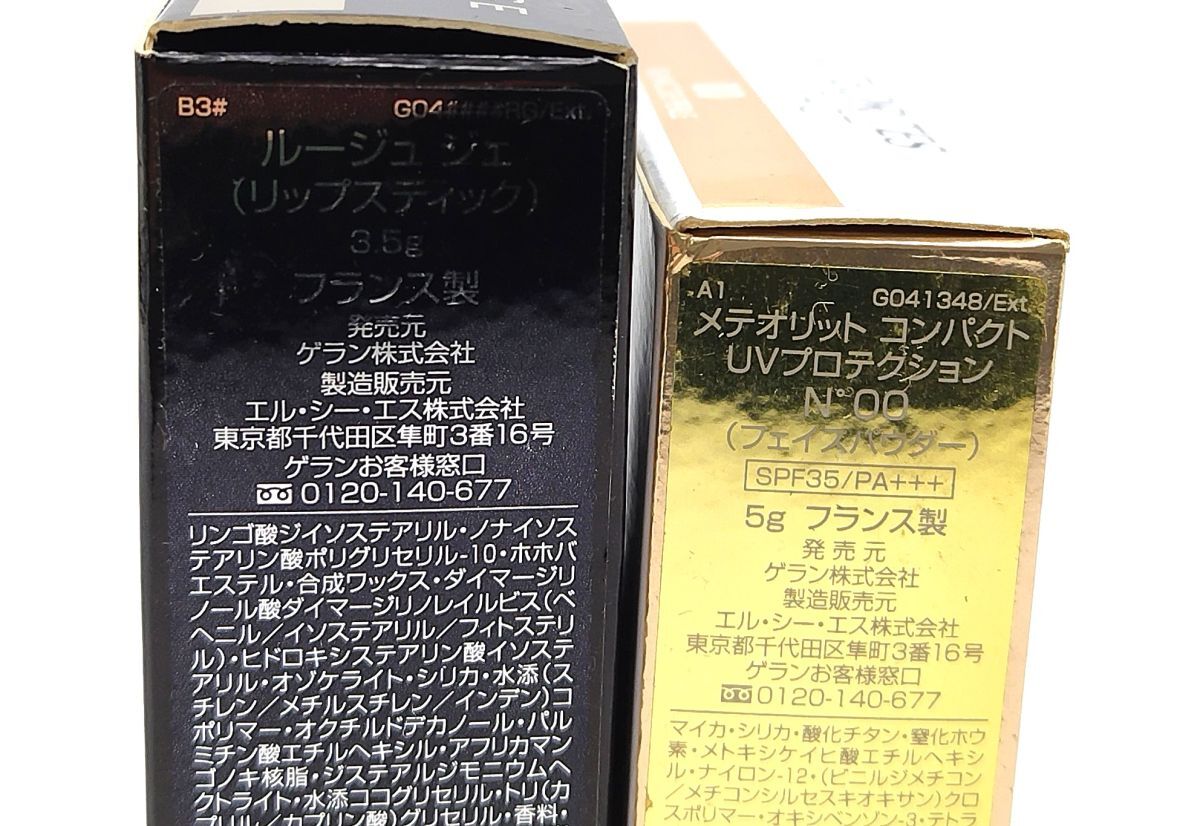 B3#
G04####RG/Ext.
ルージュ ジェ
(リップスティック)
3.5g
フランス製
発売元
ゲラン株式会社
製造販売元
エル・シー・エス株式会社
東京都千代田区隼町3番16号
ゲランお客様窓口
0120-140-677
リンゴ酸ジイソステアリル・ノナイソス
テアリン酸ポリグリセリル-10・ホホバ
エステル・合成ワックス・ダイマージリ
ノール酸ダイマージリノレイルビス(ベ
ヘニル/イソステアリル/フィトステリ
ル)・ヒドロキシステアリン酸イソステ
アリル・オゾケライト・シリカ・水添(ス
チレン/メチルスチレン/インデン)コ
ポリマー・オクチルドデカノール・パル
ミチン酸エチルヘキシル・アフリカマン
ゴノキ核脂・ジステアルジモニウムヘ
クトライト・水添ココグリセリル・トリ(カ
プリル/カプリン酸)グリセリル・香料・
A1
G041348/Ext
メテオリット コンパクト
UVプロテクション
N°00
(フェイスパウダー)
SPF35/PA+++
5g フランス製
発売元
ゲラン株式会社
製造販売元
エル・シー・エス株式会社
東京都千代田区隼町3番16号
ゲランお客様窓口
0120-140-677
マイカ・シリカ・酸化チタン・窒化ホウ
素・メトキシケイヒ酸エチルヘキシ
ル・ナイロン-12・(ビニルジメチコン
/メチコンシルセスキオキサン)クロ
スポリマー・オキシベンゾン-3・テトラ